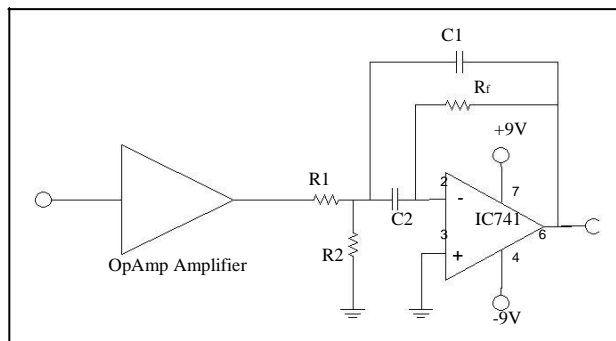 C1
Rf
+9V
R1
2
7
-
IC741
C2
3
6
R2
+
4
OpAmp Amplifier
-9V